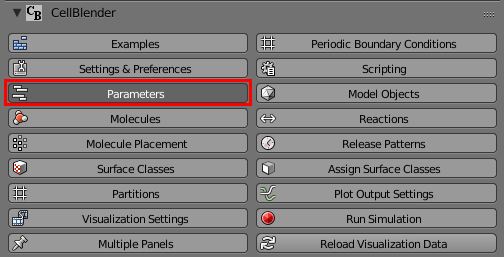 CB CellBlender
Examples
Periodic Boundary Conditions
Settings & Preferences
Scripting
Parameters
Model Objects
Molecules
Reactions
Molecule Placement
Release Patterns
Surface Classes
Assign Surface Classes
Partitions
Plot Output Settings
Visualization Settings
Run Simulation
Multiple Panels
Reload Visualization Data